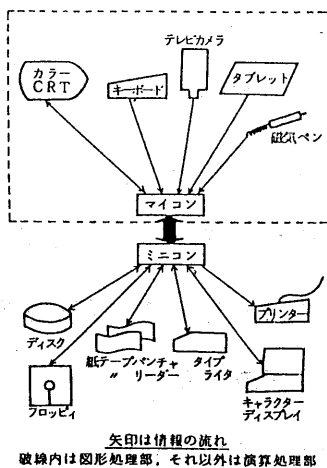 テレビカメラ
カラー
CRT
キーボード
タブレット
磁気ペン
マイコン
ミニコン
ディスク
紙テープパンチャ
〃 リーダー
タイプ
ライタ
プリンター
フロッピィ
キャラクター
ディスプレイ
矢印は情報の流れ
破線内は図形処理部，それ以外は演算処理部